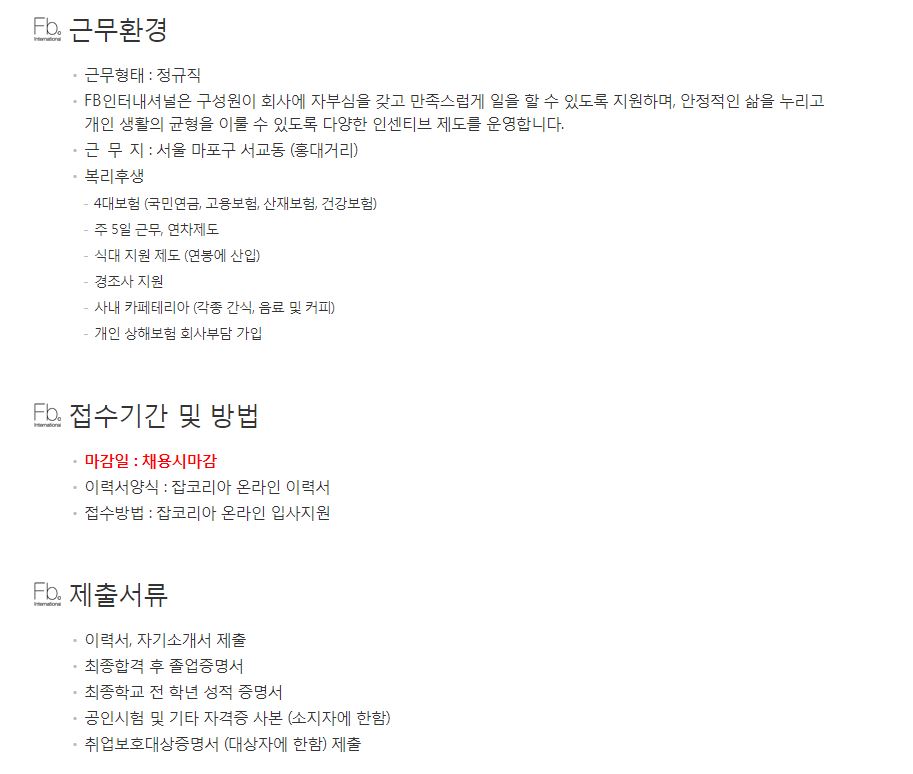 Fb. International 근무환경
근무형태 : 정규직
FB인터내셔널은 구성원이 회사에 자부심을 갖고 만족스럽게 일을 할 수 있도록 지원하며, 안정적인 삶을 누리고
개인 생활의 균형을 이룰 수 있도록 다양한 인센티브 제도를 운영합니다.
근 무 지 : 서울 마포구 서교동 (홍대거리)
복리후생
- 4대보험 (국민연금, 고용보험, 산재보험, 건강보험)
- 주 5일 근무, 연차제도
- 식대 지원 제도 (연봉에 산입)
- 경조사 지원
- 사내 카페테리아 (각종 간식, 음료 및 커피)
- 개인 상해보험 회사부담 가입
Fb. International 접수기간 및 방법
마감일 : 채용시마감
이력서양식 : 잡코리아 온라인 이력서
접수방법 : 잡코리아 온라인 입사지원
Fb. International 제출서류
이력서, 자기소개서 제출
최종합격 후 졸업증명서
최종학교 전 학년 성적 증명서
공인시험 및 기타 자격증 사본 (소지자에 한함)
취업보호대상증명서 (대상자에 한함) 제출